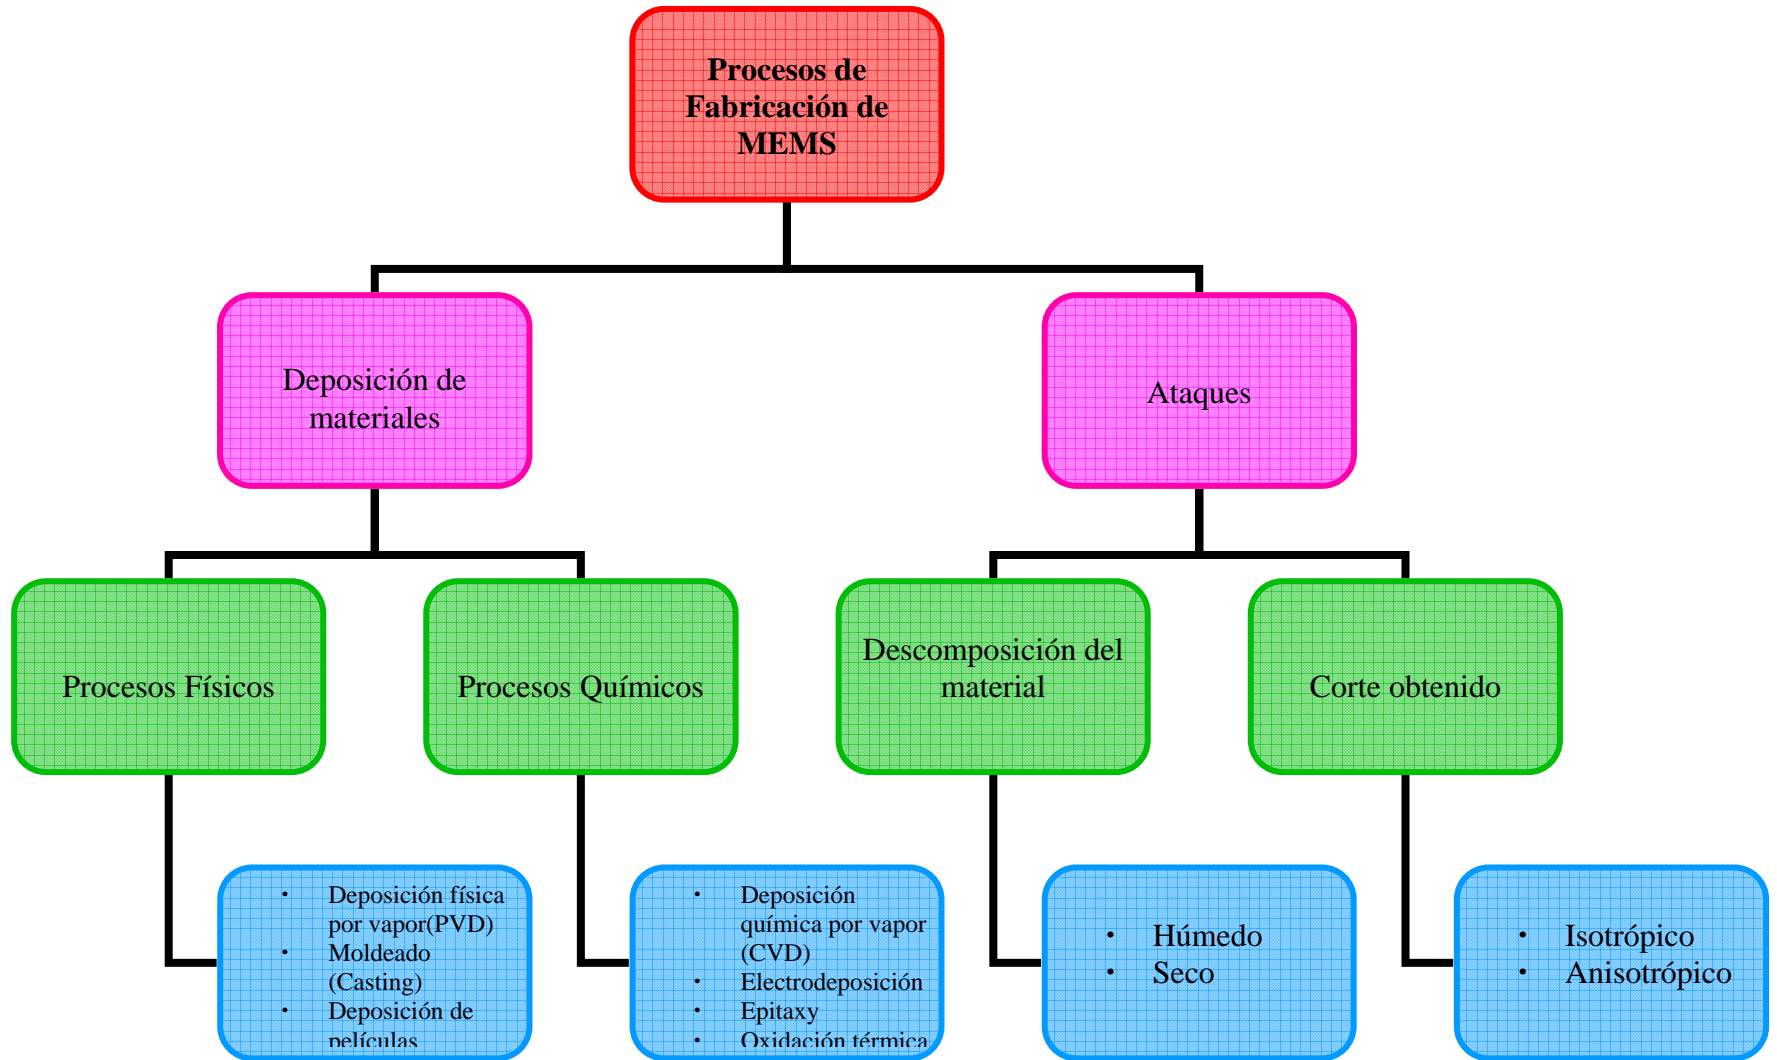 Procesos de
Fabricación de
MEMS
Deposición de
materiales
Ataques
Procesos Físicos
Procesos Químicos
Descomposición del
material
Corte obtenido
• Deposición física
por vapor(PVD)
• Moldeado
(Casting)
• Deposición de
películas
• Deposición
química por vapor
(CVD)
• Electrodeposición
• Epitaxy
• Oxidación térmica
• Húmedo
• Seco
• Isotrópico
• Anisotrópico